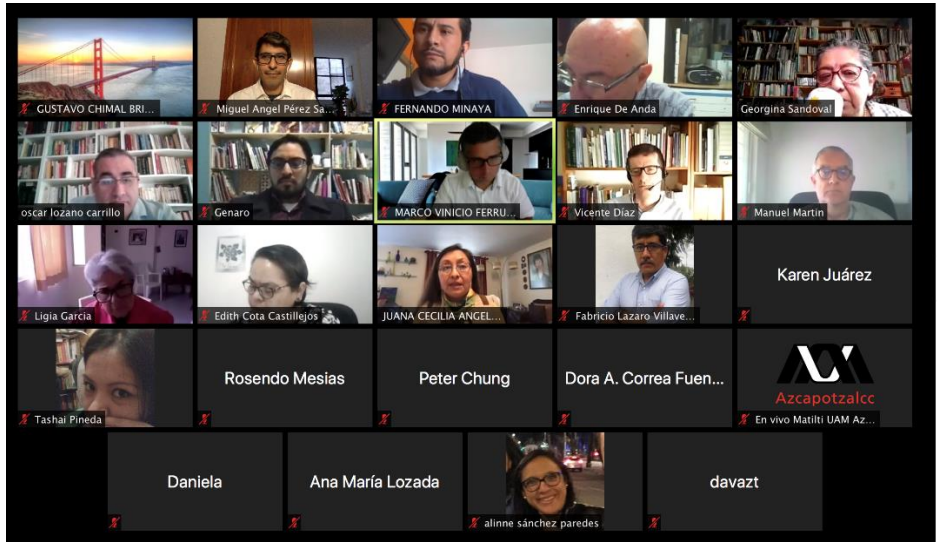 GUSTAVO CHIMAL BRI...
Miguel Angel Pérez Sa...
FERNANDO MINAYA
Enrique De Anda
Georgina Sandoval
oscar lozano carrillo
Genaro
MARCO VINICIO FERRU...
Vicente Díaz
Manuel Martin
Ligia García
Edith Cota Castillejos
JUANA CECILIA ANGEL...
Fabricio Lazaro Villave...
Karen Juárez
Tashai Pineda
Rosendo Mesias
Peter Chung
Dora A. Correa Fuen...
Azcapotzalcc
En vivo Matilti UAM Az...
Daniela
Ana María Lozada
alinne sánchez paredes
davazt